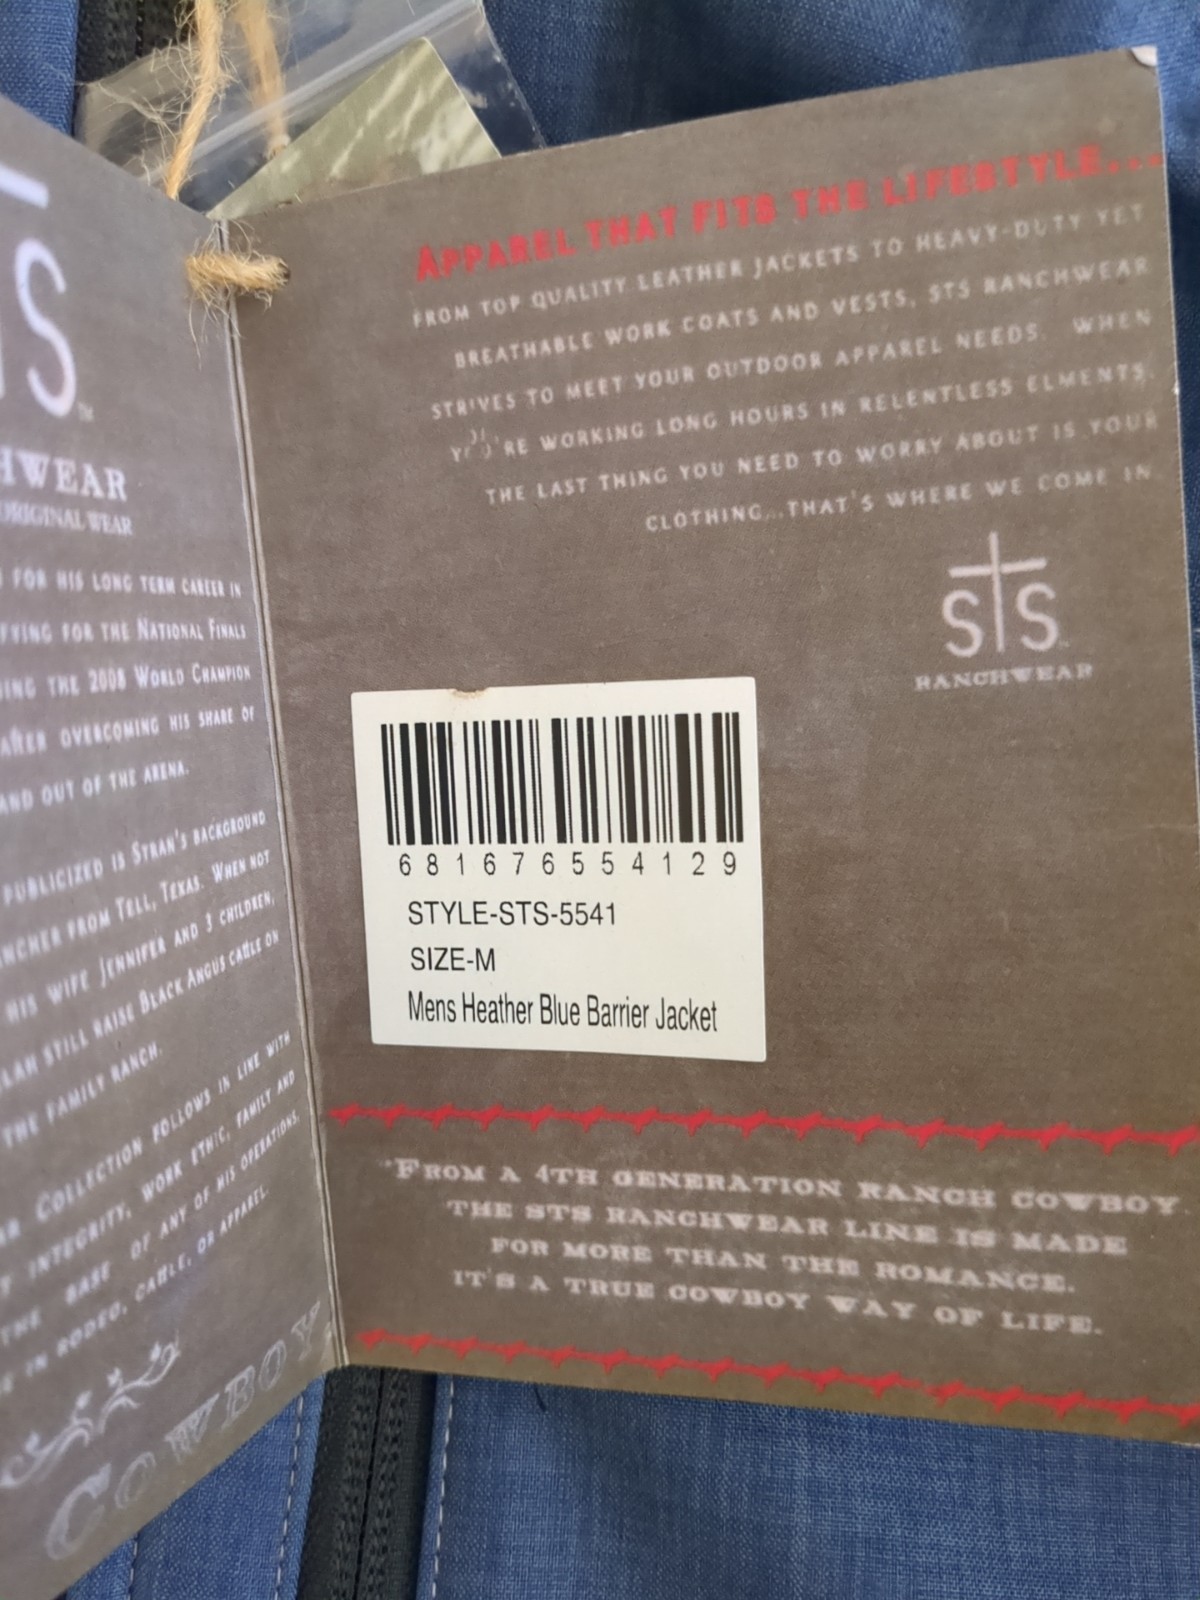 S
™
HWEAR
ORIGINAL WEAR
FOR HIS LONG TERM CAREER IN
FYING FOR THE NATIONAL FINALS
ING THE 2008 WORLD CHAMPION
AFTER OVERCOMING HIS SHARE OF
AND OUT OF THE ARENA.
PUBLICIZED IS STRAN'S BACKGROUND
NCHER FROM TELL, TEXAS. WHEN NOT
HIS WIFE JENNIFER AND 3 CHILDREN,
LAH STILL RAISE BLACK ANGUS CATTLE ON
THE FAMILY RANCH.
AR COLLECTION FOLLOWS IN LINE WITH
INTEGRITY, WORK ETHIC, FAMILY AND
THE BASE OF ANY OF HIS OPERATIONS,
IN RODEO, CATTLE, OR APPAREL.
COWBOY
APPAREL THAT FITS THE LIFESTYLE...
FROM TOP QUALITY LEATHER JACKETS TO HEAVY-DUTY YET
BREATHABLE WORK COATS AND VESTS, STS RANCHWEAR
STRIVES TO MEET YOUR OUTDOOR APPAREL NEEDS. WHEN
YOU'RE WORKING LONG HOURS IN RELENTLESS ELMENTS,
THE LAST THING YOU NEED TO WORRY ABOUT IS YOUR
CLOTHING...THAT'S WHERE WE COME IN.
STS
RANCHWEAR
681676554129
STYLE-STS-5541
SIZE-M
Mens Heather Blue Barrier Jacket
"FROM A 4TH GENERATION RANCH COWBOY.
THE STS RANCHWEAR LINE IS MADE
FOR MORE THAN THE ROMANCE.
IT'S A TRUE COWBOY WAY OF LIFE.